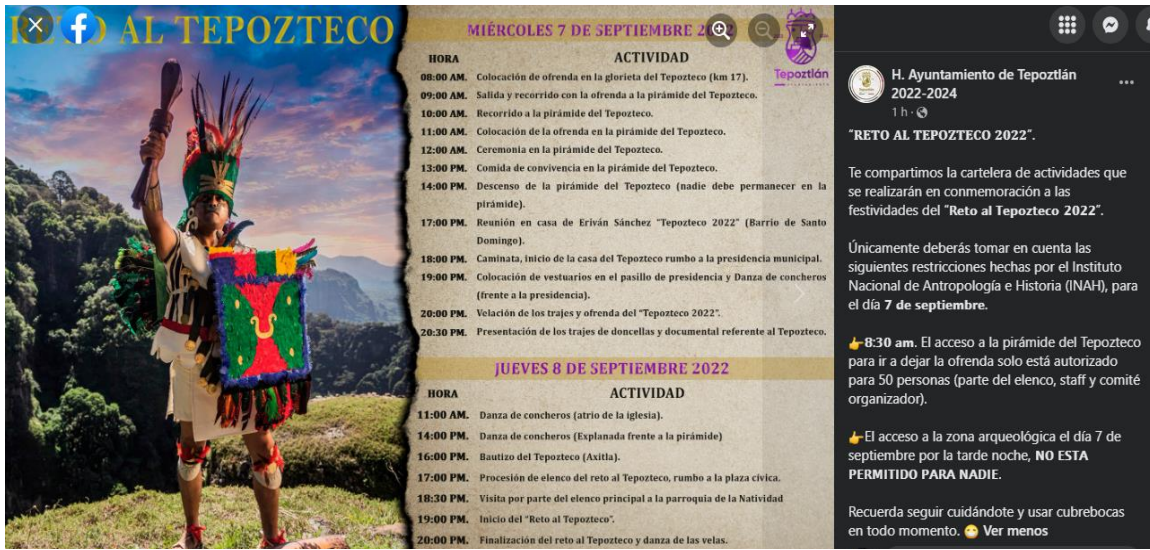 RETO AL TEPOZTECO
MIÉRCOLES 7 DE SEPTIEMBRE
Tepoztlán
HORA ACTIVIDAD
08:00 AM. Colocación de ofrenda en la glorieta del Tepozteco (km 17).
09:00 AM. Salida y recorrido con la ofrenda a la pirámide del Tepozteco.
10:00 AM. Recorrido a la pirámide del Tepozteco.
11:00 AM. Colocación de la ofrenda en la pirámide del Tepozteco.
12:00 AM. Ceremonia en la pirámide del Tepozteco.
13:00 PM. Comida de convivencia en la pirámide del Tepozteco.
14:00 PM. Descenso de la pirámide del Tepozteco (nadie debe permanecer en la
pirámide).
17:00 PM. Reunión en casa de Eriván Sánchez "Tepozteco 2022" (Barrio de Santo
Domingo).
18:00 PM. Caminata, inicio de la casa del Tepozteco rumbo a la presidencia municipal.
19:00 PM. Colocación de vestuarios en el pasillo de presidencia y Danza de concheros
(frente a la presidencia).
20:00 PM. Velación de los trajes y ofrenda del "Tepozteco 2022".
20:30 PM. Presentación de los trajes de doncellas y documental referente al Tepozteco.
JUEVES 8 DE SEPTIEMBRE 2022
HORA ACTIVIDAD
11:00 AM. Danza de concheros (atrio de la iglesia).
14:00 PM. Danza de concheros (Explanada frente a la pirámide)
16:00 PM. Bautizo del Tepozteco (Axitla).
17:00 PM. Procesión de elenco del reto al Tepozteco, rumbo a la plaza cívica.
18:30 PM. Visita por parte del elenco principal a la parroquia de la Natividad
19:00 PM. Inicio del "Reto al Tepozteco".
20:00 PM. Finalización del reto al Tepozteco y danza de las velas.
H. Ayuntamiento de Tepoztlán
2022-2024
1 h ·
"RETO AL TEPOZTECO 2022".
Te compartimos la cartelera de actividades que
se realizarán en conmemoración a las
festividades del "Reto al Tepozteco 2022".
Únicamente deberás tomar en cuenta las
siguientes restricciones hechas por el Instituto
Nacional de Antropología e Historia (INAH), para
el día 7 de septiembre.
👉8:30 am. El acceso a la pirámide del Tepozteco
para ir a dejar la ofrenda solo está autorizado
para 50 personas (parte del elenco, staff y comité
organizador).
👉El acceso a la zona arqueológica el día 7 de
septiembre por la tarde noche, NO ESTA
PERMITIDO PARA NADIE.
Recuerda seguir cuidándote y usar cubrebocas
en todo momento. 😷 Ver menos